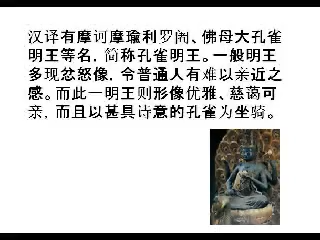 汉译有摩诃摩瑜利罗阇、佛母大孔雀
明王等名，简称孔雀明王。一般明王
多现忿怒像，令普通人有难以亲近之
感。而此一明王则形像优雅、慈蔼可
亲，而且以甚具诗意的孔雀为坐骑。